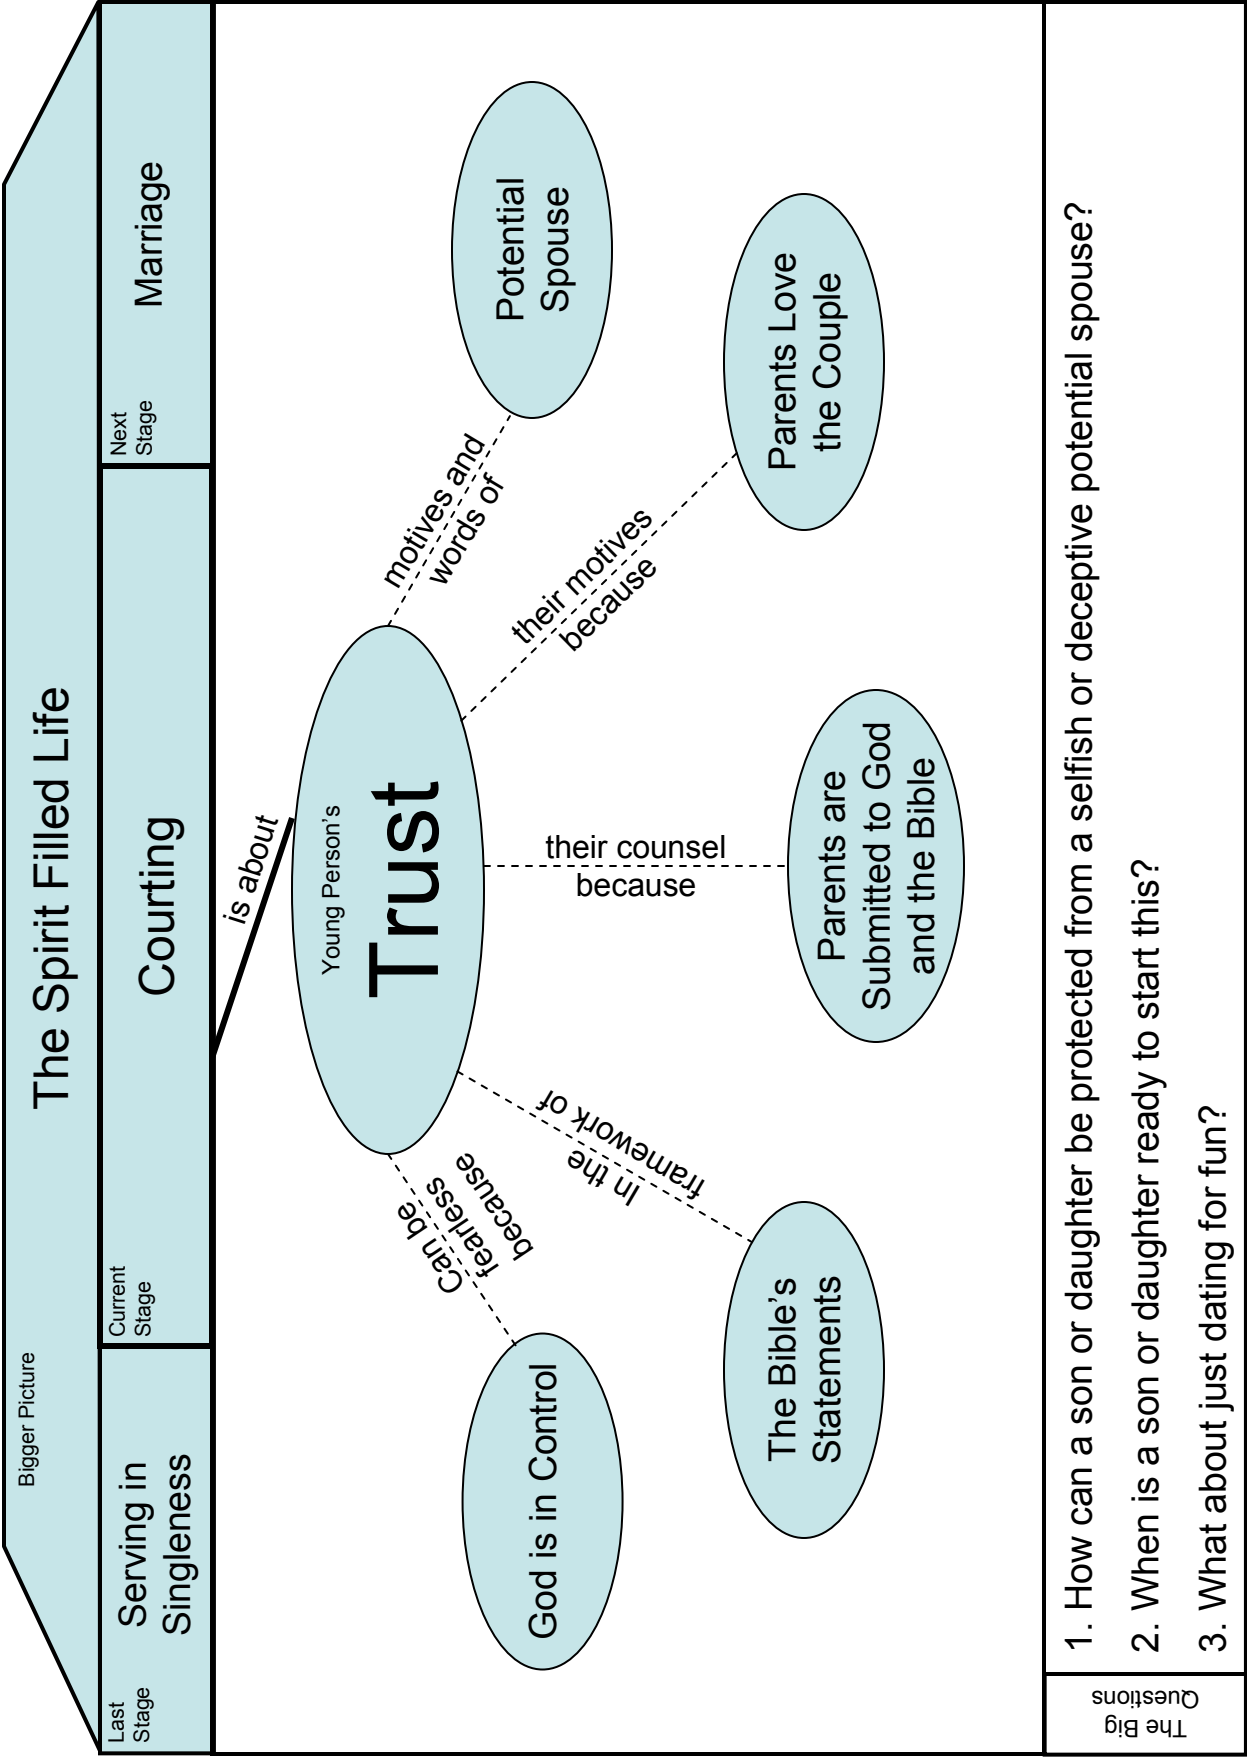 The Spirit Filled Life
Bigger Picture
Last
Stage
Serving in
Singleness
Current
Stage
Courting
Next
Stage
Marriage
is about
Young Person's
Trust
Can be
fearless
because
God is in Control
In the
framework of
The Bible's
Statements
their counsel
because
Parents are
Submitted to God
and the Bible
their motives
because
Parents Love
the Couple
motives and
words of
Potential
Spouse
The Big
Questions
1. How can a son or daughter be protected from a selfish or deceptive potential spouse?
2. When is a son or daughter ready to start this?
3. What about just dating for fun?